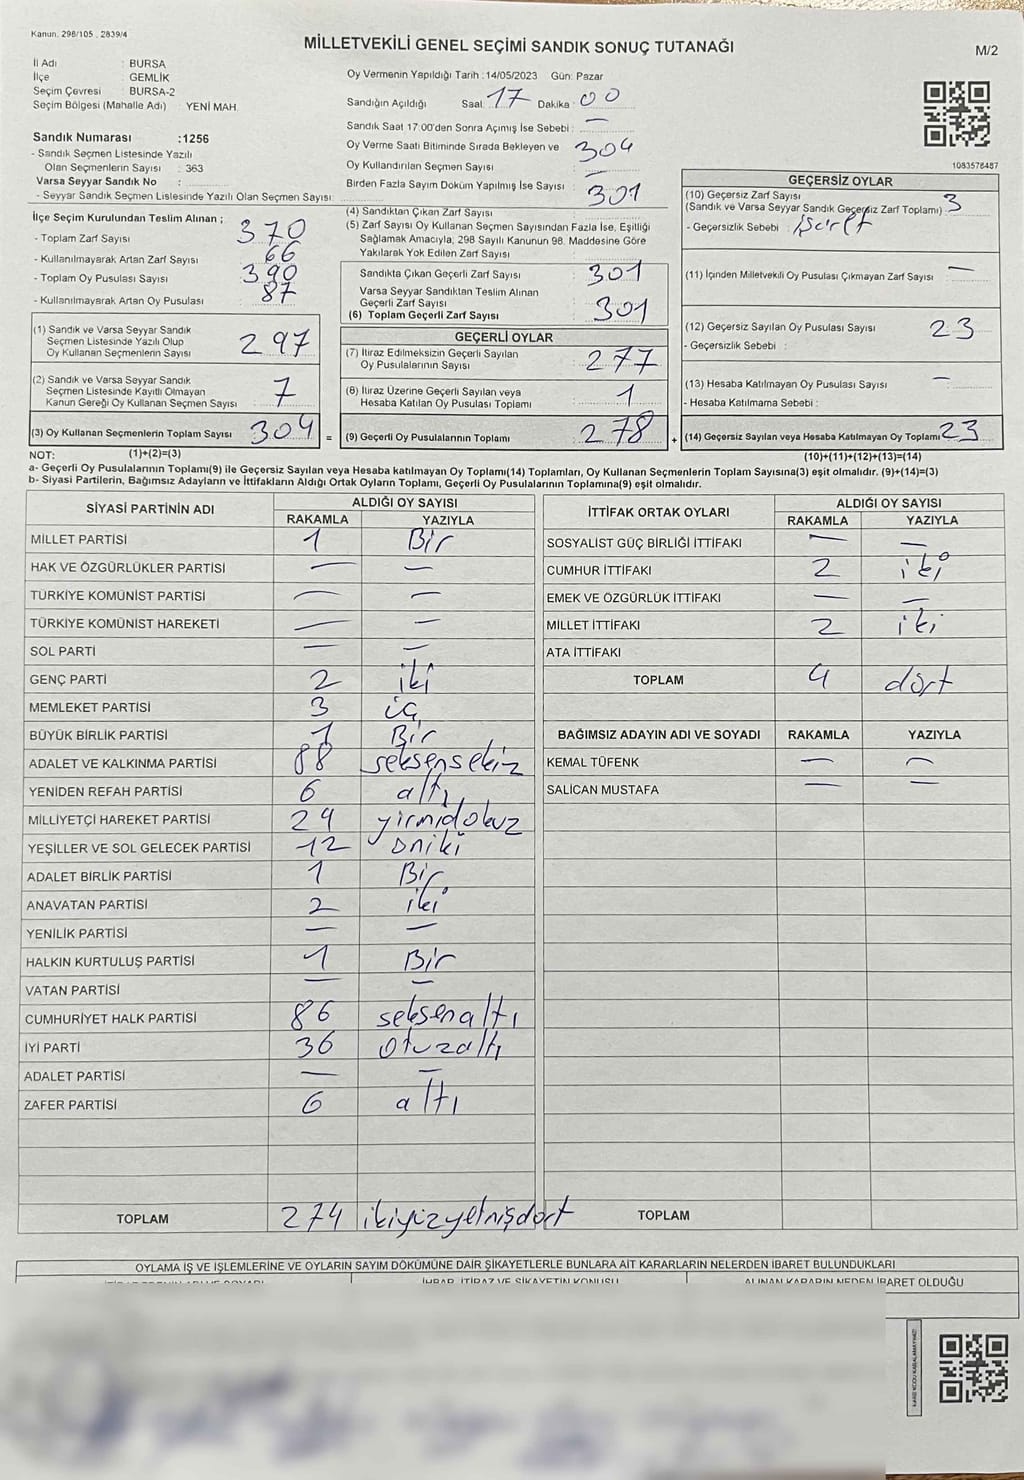 Kanun. 298/105 . 2839/4
MİLLETVEKİLİ GENEL SEÇİMİ SANDIK SONUÇ TUTANAĞI
M/2
İl Adı : BURSA
İlçe : GEMLİK
Seçim Çevresi : BURSA-2
Seçim Bölgesi (Mahalle Adı) : YENİ MAH.
Sandık Numarası :1256
- Sandık Seçmen Listesinde Yazılı
Olan Seçmenlerin Sayısı : 363
Varsa Seyyar Sandık No :
- Seyyar Sandık Seçmen Listesinde Yazılı Olan Seçmen Sayısı:
Oy Vermenin Yapıldığı Tarih :14/05/2023 Gün: Pazar
Sandığın Açıldığı Saat: 17 Dakika : 00
Sandık Saat 17:00'den Sonra Açımış İse Sebebi : —
Oy Verme Saati Bitiminde Sırada Bekleyen ve
Oy Kullandırılan Seçmen Sayısı : 304
Birden Fazla Sayım Döküm Yapılmış İse Sayısı : —
1083578487
İlçe Seçim Kurulundan Teslim Alınan ;
- Toplam Zarf Sayısı : 370
- Kullanılmayarak Artan Zarf Sayısı : 66
- Toplam Oy Pusulası Sayısı : 390
- Kullanılmayarak Artan Oy Pusulası : 87
(1) Sandık ve Varsa Seyyar Sandık
Seçmen Listesinde Yazılı Olup
Oy Kullanan Seçmenlerin Sayısı : 297
(2) Sandık ve Varsa Seyyar Sandık
Seçmen Listesinde Kayıtlı Olmayan
Kanun Gereği Oy Kullanan Seçmen Sayısı : 7
(3) Oy Kullanan Seçmenlerin Toplam Sayısı : 304 =
(4) Sandıktan Çıkan Zarf Sayısı : 301
(5) Zarf Sayısı Oy Kullanan Seçmen Sayısından Fazla İse, Eşitliği
Sağlamak Amacıyla; 298 Sayılı Kanunun 98. Maddesine Göre
Yakılarak Yok Edilen Zarf Sayısı :
Sandıkta Çıkan Geçerli Zarf Sayısı : 301
Varsa Seyyar Sandıktan Teslim Alınan
Geçerli Zarf Sayısı :
(6) Toplam Geçerli Zarf Sayısı : 301
GEÇERLİ OYLAR
(7) İtiraz Edilmeksizin Geçerli Sayılan
Oy Pusulalarının Sayısı : 277
(8) İtiraz Üzerine Geçerli Sayılan veya
Hesaba Katılan Oy Pusulası Toplamı : 1
(9) Geçerli Oy Pusulalarının Toplamı : 278 +
GEÇERSİZ OYLAR
(10) Geçersiz Zarf Sayısı
(Sandık ve Varsa Seyyar Sandık Geçersiz Zarf Toplamı) : 3
- Geçersizlik Sebebi : işaret
(11) İçinden Milletvekili Oy Pusulası Çıkmayan Zarf Sayısı : —
(12) Geçersiz Sayılan Oy Pusulası Sayısı : 23
- Geçersizlik Sebebi :
(13) Hesaba Katılmayan Oy Pusulası Sayısı : —
- Hesaba Katılmama Sebebi :
(14) Geçersiz Sayılan veya Hesaba Katılmayan Oy Toplamı : 23
NOT: (1)+(2)=(3)
(10)+(11)+(12)+(13)=(14)
a- Geçerli Oy Pusulalarının Toplamı(9) ile Geçersiz Sayılan veya Hesaba katılmayan Oy Toplamı(14) Toplamları, Oy Kullanan Seçmenlerin Toplam Sayısına(3) eşit olmalıdır. (9)+(14)=(3)
b- Siyasi Partilerin, Bağımsız Adayların ve İttifakların Aldığı Ortak Oyların Toplamı, Geçerli Oy Pusulalarının Toplamına(9) eşit olmalıdır.
SİYASİ PARTİNİN ADI ALDIĞI OY SAYISI
RAKAMLA YAZIYLA
MİLLET PARTİSİ 1 Bir
HAK VE ÖZGÜRLÜKLER PARTİSİ — —
TÜRKİYE KOMÜNİST PARTİSİ — —
TÜRKİYE KOMÜNİST HAREKETİ — —
SOL PARTİ — —
GENÇ PARTİ 2 iki
MEMLEKET PARTİSİ 3 üç
BÜYÜK BİRLİK PARTİSİ 1 Bir
ADALET VE KALKINMA PARTİSİ 88 seksensekiz
YENİDEN REFAH PARTİSİ 6 altı
MİLLİYETÇİ HAREKET PARTİSİ 29 yirmidokuz
YEŞİLLER VE SOL GELECEK PARTİSİ 12 oniki
ADALET BİRLİK PARTİSİ 1 Bir
ANAVATAN PARTİSİ 2 iki
YENİLİK PARTİSİ — —
HALKIN KURTULUŞ PARTİSİ 1 Bir
VATAN PARTİSİ — —
CUMHURİYET HALK PARTİSİ 86 seksenaltı
İYİ PARTİ 36 otuzaltı
ADALET PARTİSİ — —
ZAFER PARTİSİ 6 altı
TOPLAM 274 ikiyüzyetmişdört
İTTİFAK ORTAK OYLARI ALDIĞI OY SAYISI
RAKAMLA YAZIYLA
SOSYALİST GÜÇ BİRLİĞİ İTTİFAKI — —
CUMHUR İTTİFAKI 2 iki
EMEK VE ÖZGÜRLÜK İTTİFAKI — —
MİLLET İTTİFAKI 2 iki
ATA İTTİFAKI
TOPLAM 4 dört
BAĞIMSIZ ADAYIN ADI VE SOYADI RAKAMLA YAZIYLA
KEMAL TÜFENK — —
SALİCAN MUSTAFA — —
TOPLAM
OYLAMA İŞ VE İŞLEMLERİNE VE OYLARIN SAYIM DÖKÜMÜNE DAİR ŞİKAYETLERLE BUNLARA AİT KARARLARIN NELERDEN İBARET BULUNDUKLARI
İHBAR, İTİRAZ VE ŞİKAYETİN KONUSU ALINAN KARARIN NEDEN İBARET OLDUĞU
KARE KODU KARALAMAYINIZ!